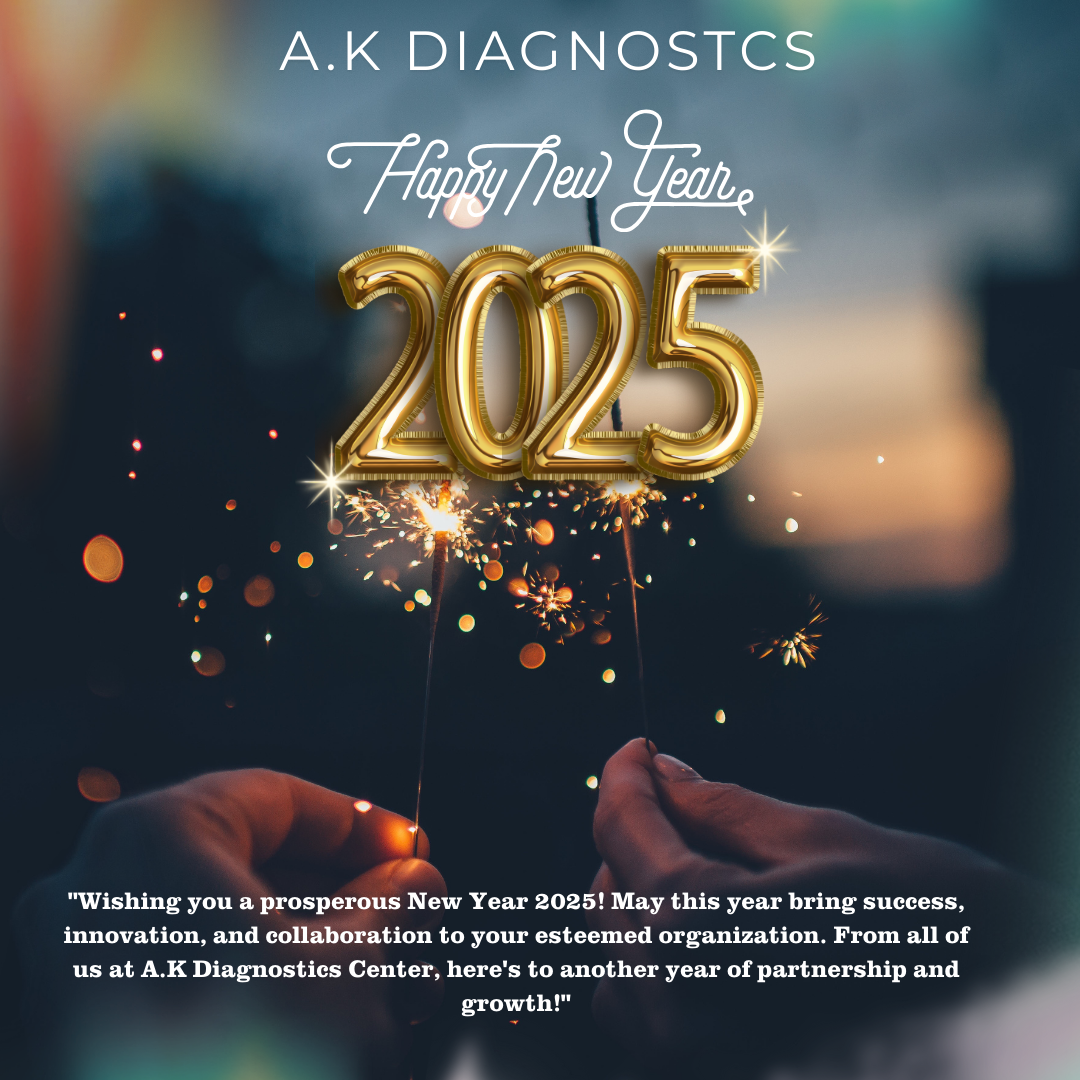 A.K DIAGNOSTCS
Happy New Year
2025
"Wishing you a prosperous New Year 2025! May this year bring success,
innovation, and collaboration to your esteemed organization. From all of
us at A.K Diagnostics Center, here's to another year of partnership and
growth!"